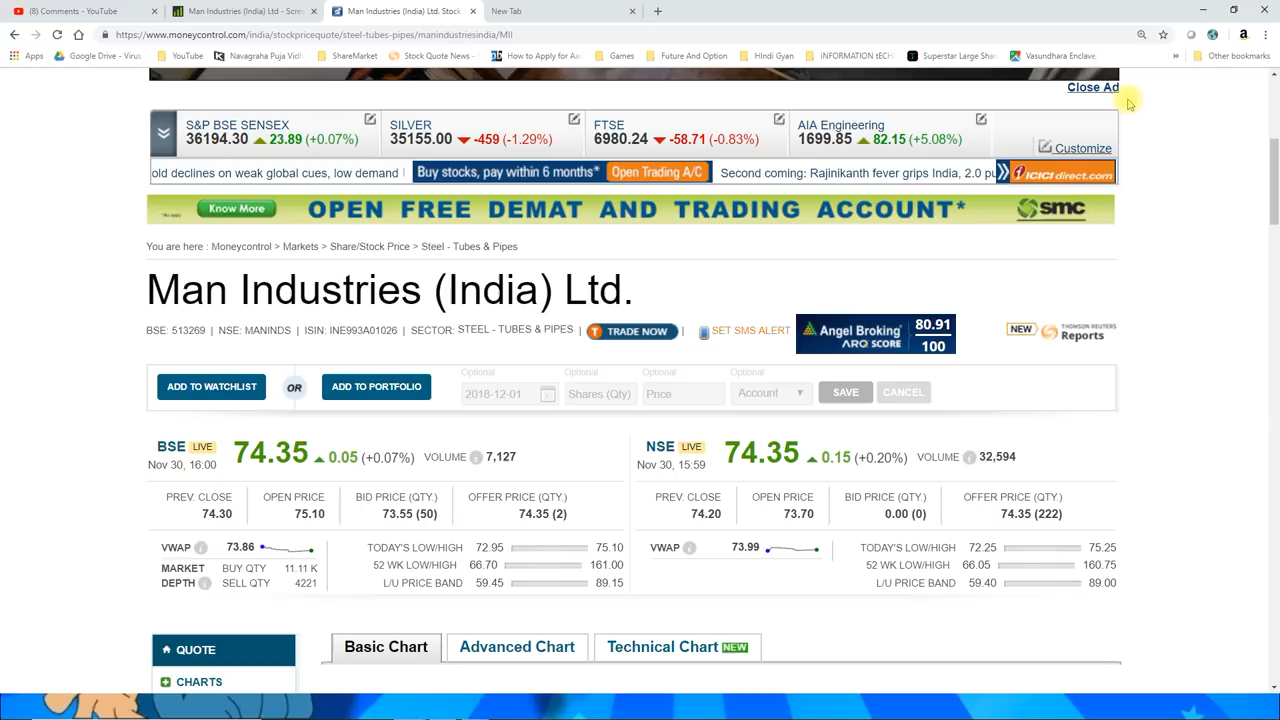 (8) Comments - YouTube
Man Industries (India) Ltd - Scree
Man Industries (India) Ltd. Stock
New Tab
https://www.moneycontrol.com/india/stockpricequote/steel-tubes-pipes/manindustriesindia/MII
Apps
Google Drive - Virus
YouTube
Navagraha Puja Vidh
ShareMarket
Stock Quote News -
How to Apply for Aa
Games
Future And Option
HIndi Gyan
iNFORMATION tECH
Superstar Large Sha
Vasundhara Enclave,
Other bookmarks
Close Ad
S&P BSE SENSEX
36194.30 23.89 (+0.07%)
SILVER
35155.00 -459 (-1.29%)
FTSE
6980.24 -58.71 (-0.83%)
AIA Engineering
1699.85 82.15 (+5.08%)
Customize
old declines on weak global cues, low demand
Buy stocks, pay within 6 months* Open Trading A/C
Second coming: Rajinikanth fever grips India, 2.0 pu
ICICI direct.com
Know More OPEN FREE DEMAT AND TRADING ACCOUNT* smc
You are here : Moneycontrol > Markets > Share/Stock Price > Steel - Tubes & Pipes
Man Industries (India) Ltd.
BSE: 513269 | NSE: MANINDS | ISIN: INE993A01026 | SECTOR: STEEL - TUBES & PIPES | TRADE NOW | SET SMS ALERT
Angel Broking ARQ SCORE 80.91 100
NEW THOMSON REUTERS Reports
ADD TO WATCHLIST OR ADD TO PORTFOLIO
Optional Optional Optional Optional
2018-12-01 Shares (Qty) Price Account SAVE CANCEL
BSE LIVE
Nov 30, 16:00
74.35 0.05 (+0.07%) VOLUME 7,127
PREV. CLOSE OPEN PRICE BID PRICE (QTY.) OFFER PRICE (QTY.)
74.30 75.10 73.55 (50) 74.35 (2)
VWAP 73.86
MARKET DEPTH
BUY QTY 11.11 K
SELL QTY 4221
TODAY'S LOW/HIGH 72.95 75.10
52 WK LOW/HIGH 66.70 161.00
L/U PRICE BAND 59.45 89.15
NSE LIVE
Nov 30, 15:59
74.35 0.15 (+0.20%) VOLUME 32,594
PREV. CLOSE OPEN PRICE BID PRICE (QTY.) OFFER PRICE (QTY.)
74.20 73.70 0.00 (0) 74.35 (222)
VWAP 73.99
TODAY'S LOW/HIGH 72.25 75.25
52 WK LOW/HIGH 66.05 160.75
L/U PRICE BAND 59.40 89.00
QUOTE
CHARTS
Basic Chart Advanced Chart Technical Chart NEW